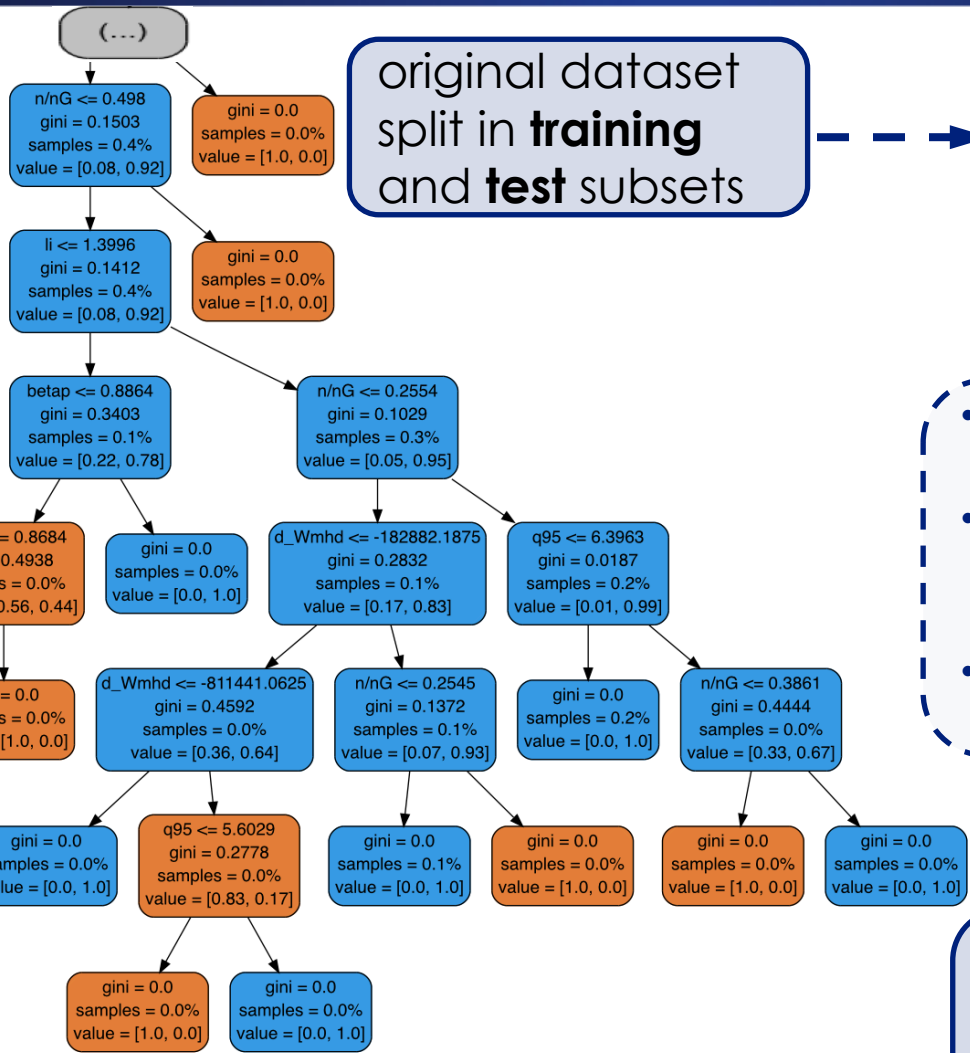 (...)
n/nG <= 0.498
gini = 0.1503
samples = 0.4%
value = [0.08, 0.92]
gini = 0.0
samples = 0.0%
value = [1.0, 0.0]
original dataset
split in training
and test subsets
li <= 1.3996
gini = 0.1412
samples = 0.4%
value = [0.08, 0.92]
gini = 0.0
samples = 0.0%
value = [1.0, 0.0]
betap <= 0.8864
gini = 0.3403
samples = 0.1%
value = [0.22, 0.78]
n/nG <= 0.2554
gini = 0.1029
samples = 0.3%
value = [0.05, 0.95]
= 0.8684
0.4938
s = 0.0%
0.56, 0.44]
gini = 0.0
samples = 0.0%
value = [0.0, 1.0]
d_Wmhd <= -182882.1875
gini = 0.2832
samples = 0.1%
value = [0.17, 0.83]
q95 <= 6.3963
gini = 0.0187
samples = 0.2%
value = [0.01, 0.99]
= 0.0
s = 0.0%
[1.0, 0.0]
d_Wmhd <= -811441.0625
gini = 0.4592
samples = 0.0%
value = [0.36, 0.64]
n/nG <= 0.2545
gini = 0.1372
samples = 0.1%
value = [0.07, 0.93]
gini = 0.0
samples = 0.2%
value = [0.0, 1.0]
n/nG <= 0.3861
gini = 0.4444
samples = 0.0%
value = [0.33, 0.67]
gini = 0.0
amples = 0.0%
lue = [0.0, 1.0]
q95 <= 5.6029
gini = 0.2778
samples = 0.0%
value = [0.83, 0.17]
gini = 0.0
samples = 0.1%
value = [0.0, 1.0]
gini = 0.0
samples = 0.0%
value = [1.0, 0.0]
gini = 0.0
samples = 0.0%
value = [1.0, 0.0]
gini = 0.0
samples = 0.0%
value = [0.0, 1.0]
gini = 0.0
samples = 0.0%
value = [1.0, 0.0]
gini = 0.0
samples = 0.0%
value = [0.0, 1.0]